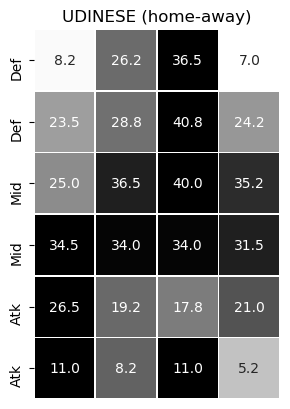 UDINESE (home-away)
Def 8.2 26.2 36.5 7.0
Def 23.5 28.8 40.8 24.2
Mid 25.0 36.5 40.0 35.2
Mid 34.5 34.0 34.0 31.5
Atk 26.5 19.2 17.8 21.0
Atk 11.0 8.2 11.0 5.2